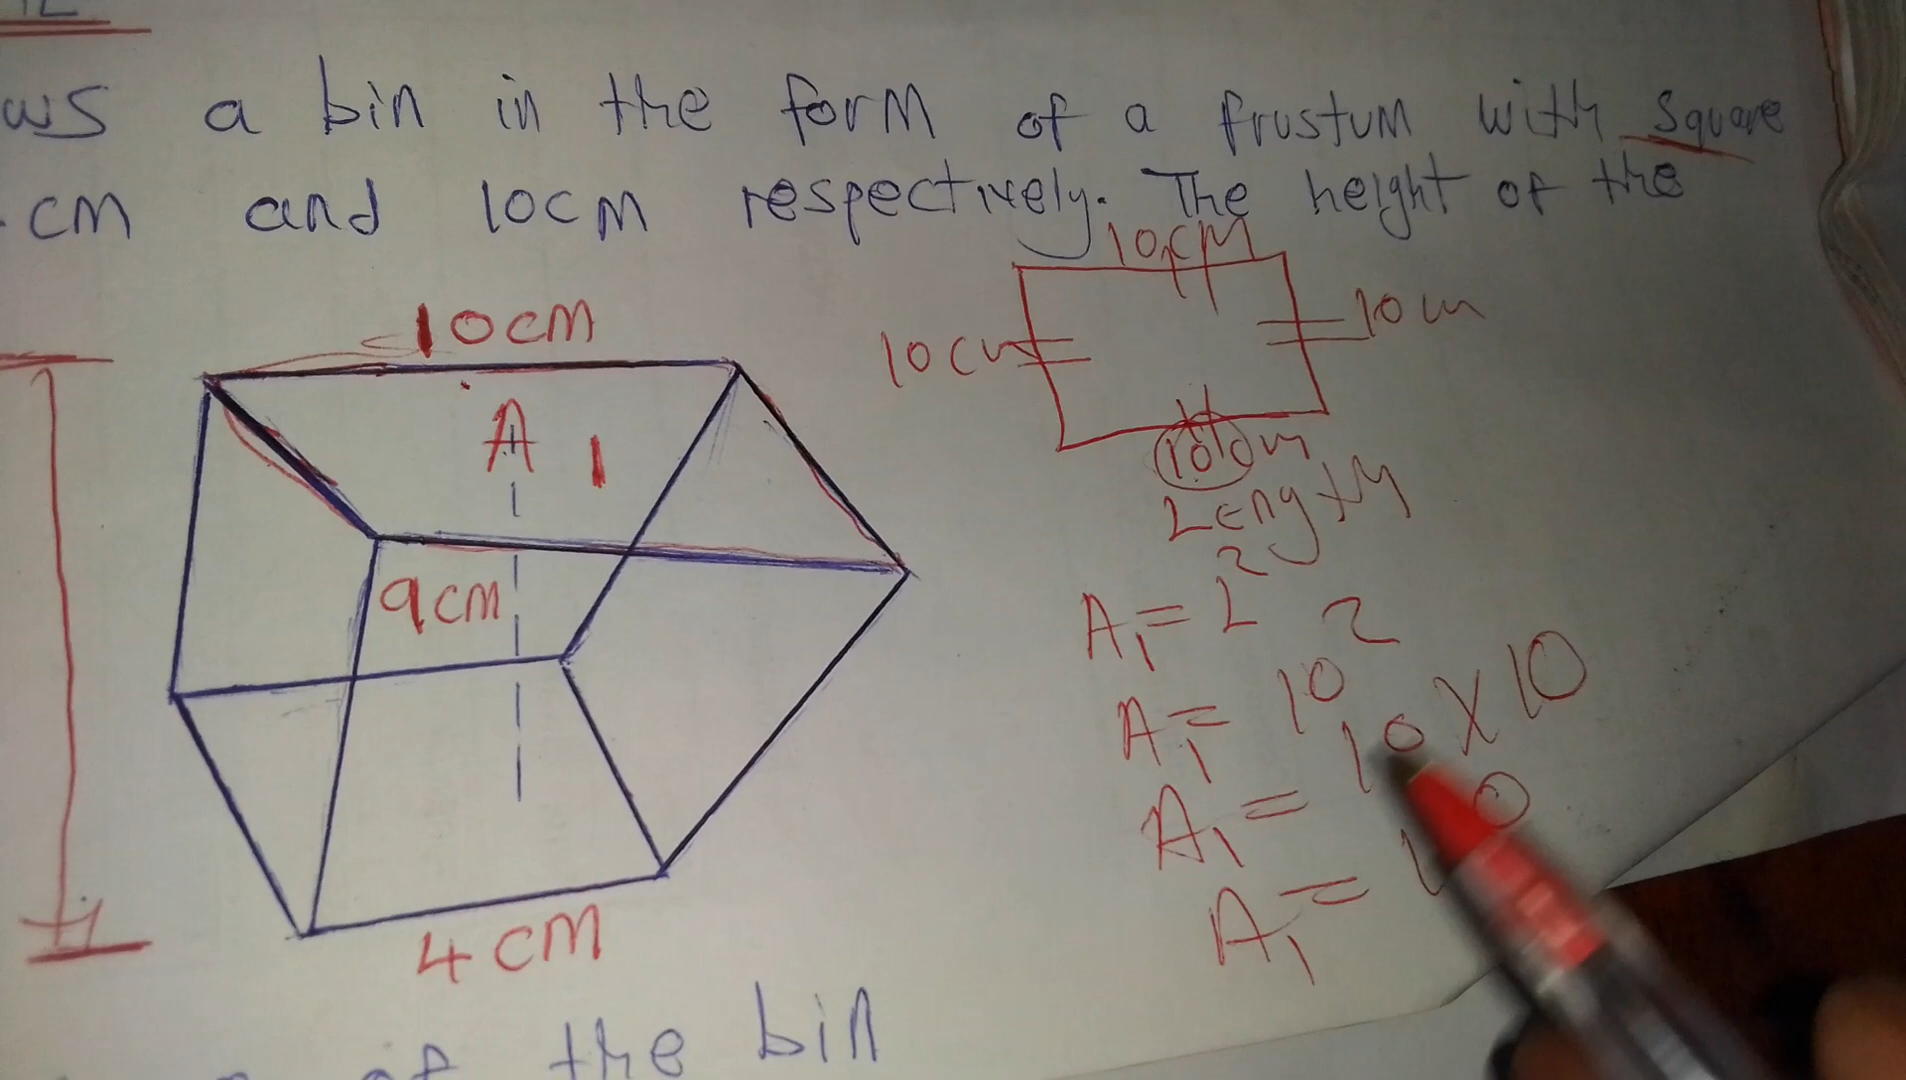 ws a bin in the form of a frustum with square
cm and 10cm respectively. The height of the
10cm
10cm
10cm
10cm
Length
10cm
A 1
9cm
4cm
A₁ = L²
A₁ = 10²
A₁ = 10 x 10
A₁ =
of the bin